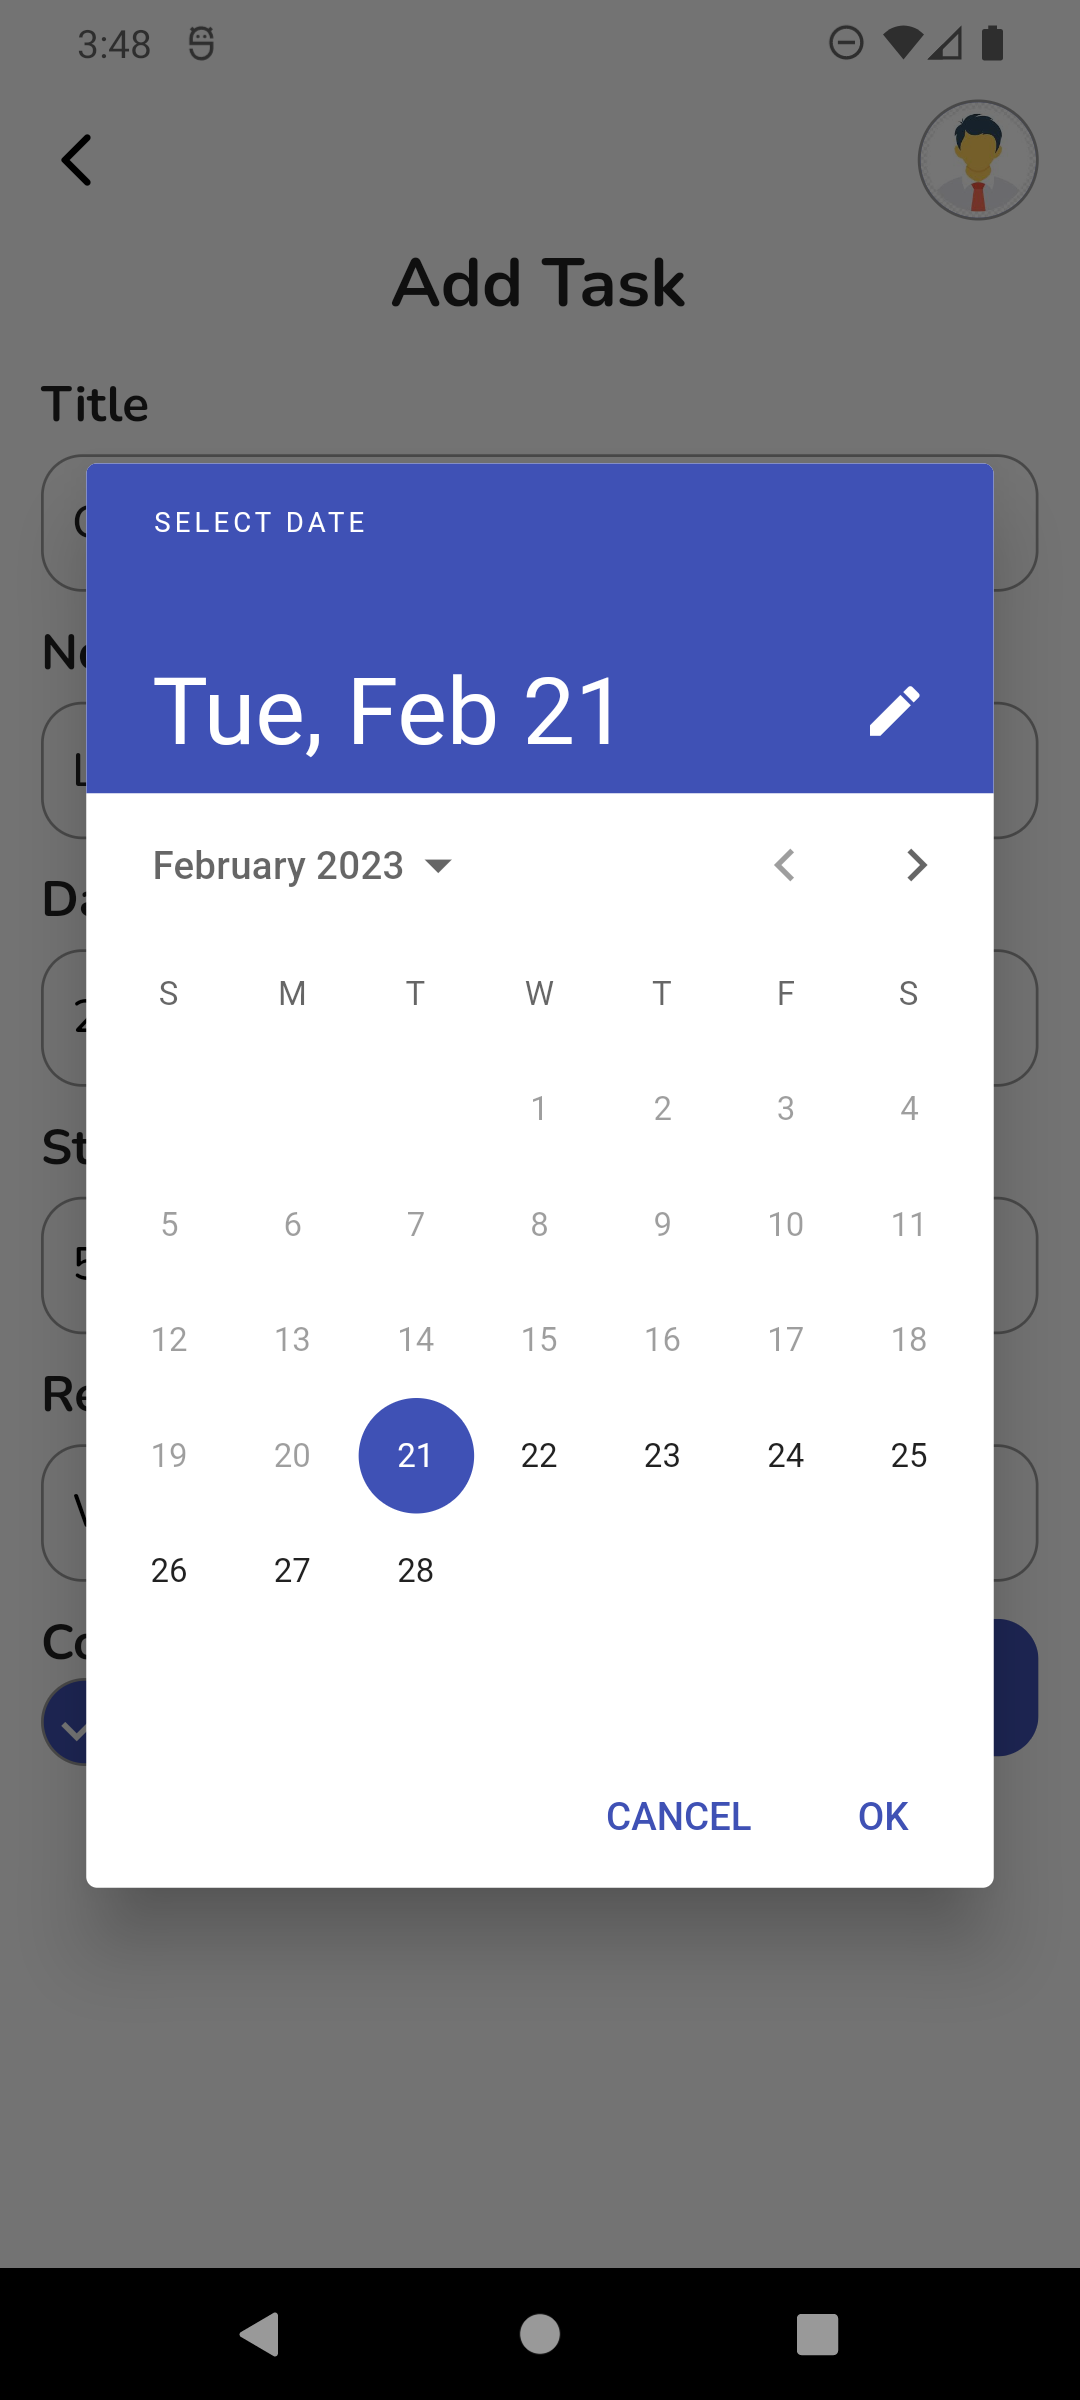 3:48
Add Task
Title
SELECT DATE
Tue, Feb 21
February 2023
S M T W T F S
1 2 3 4
5 6 7 8 9 10 11
12 13 14 15 16 17 18
19 20 21 22 23 24 25
26 27 28
CANCEL OK